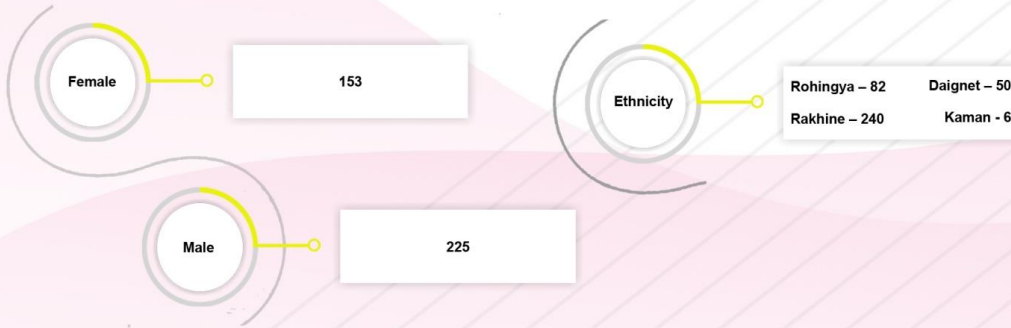 Female
153
Male
225
Ethnicity
Rohingya – 82 Daignet – 50
Rakhine – 240 Kaman - 6